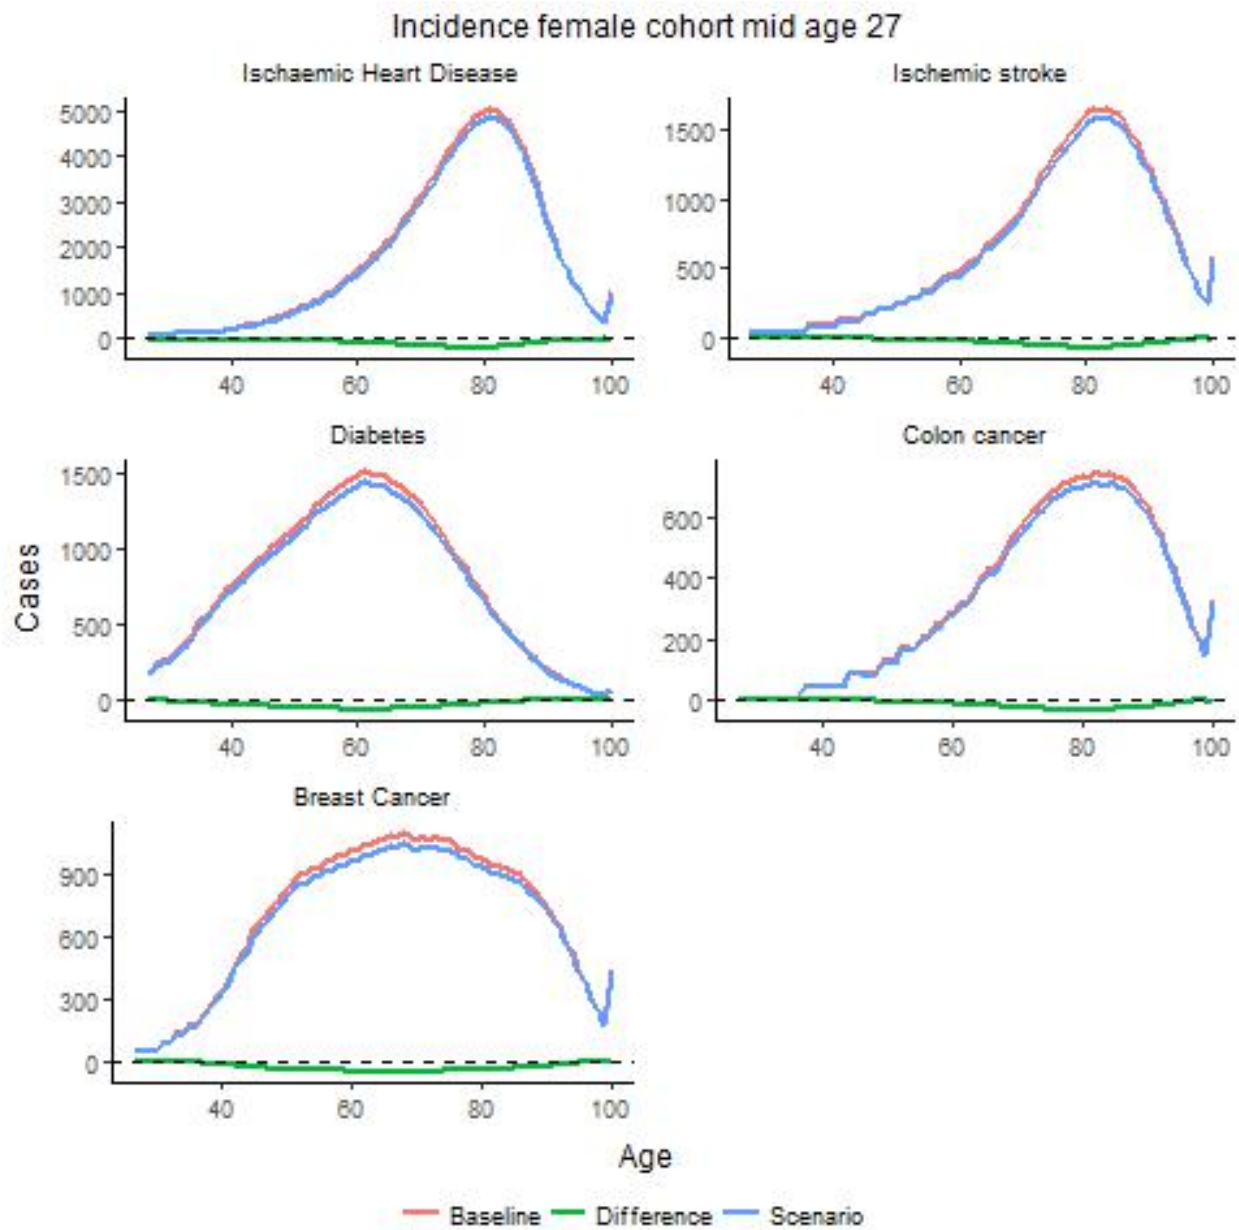 Incidence female cohort mid age 27
Ischaemic Heart Disease
5000
4000
3000
2000
1000
0
40 60 80 100
Ischemic stroke
1500
1000
500
0
40 60 80 100
Diabetes
1500
1000
500
0
40 60 80 100
Colon cancer
600
400
200
0
40 60 80 100
Breast Cancer
900
600
300
0
40 60 80 100
Cases
Age
Baseline Difference Scenario